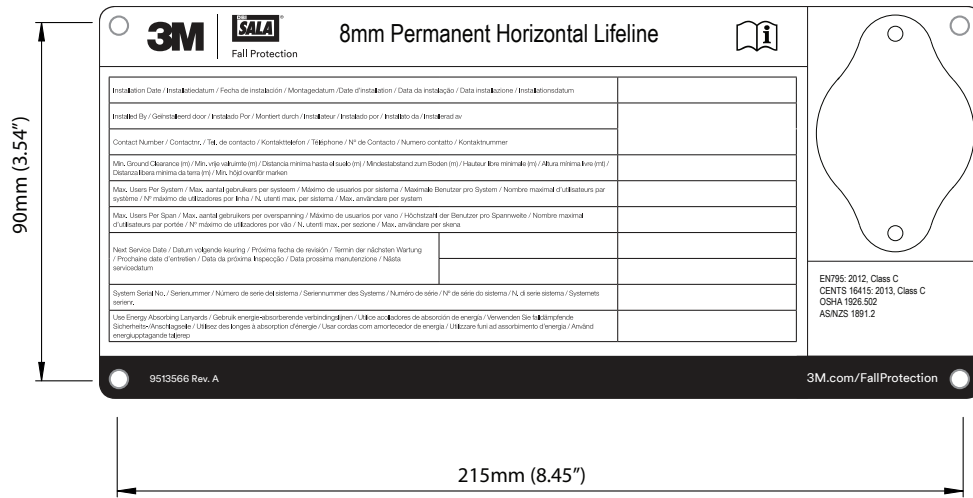 3M
DBI
SALA®
Fall Protection
8mm Permanent Horizontal Lifeline
Installation Date / Installatiedatum / Fecha de instalación / Montagedatum /Date d'installation / Data da instalação / Data installazione / Installationsdatum
Installed By / Geïnstalleerd door / Instalado Por / Montiert durch / Installateur / Instalado por / Installato da / Installerad av
Contact Number / Contactnr. / Tel. de contacto / Kontakttelefon / Téléphone / N° de Contacto / Numero contatto / Kontaktnummer
Min. Ground Clearance (m) / Min. vrije valruimte (m) / Distancia mínima hasta el suelo (m) / Mindestabstand zum Boden (m) / Hauteur libre minimale (m) / Altura mínima livre (mt) /
Distanza libera minima da terra (m) / Min. höjd ovanför marken
Max. Users Per System / Max. aantal gebruikers per systeem / Máximo de usuarios por sistema / Maximale Benutzer pro System / Nombre maximal d'utilisateurs par
système / Nº máximo de utilizadores por linha / N. utenti max. per sistema / Max. användare per system
Max. Users Per Span / Max. aantal gebruikers per overspanning / Máximo de usuarios por vano / Höchstzahl der Benutzer pro Spannweite / Nombre maximal
d'utilisateurs par portée / Nº máximo de utilizadores por vão / N. utenti max. per sezione / Max. användare per skena
Next Service Date / Datum volgende keuring / Próxima fecha de revisión / Termin der nächsten Wartung
/ Prochaine date d'entretien / Data da próxima Inspecção / Data prossima manutenzione / Nästa
servicedatum
System Serial No. / Serienummer / Número de serie del sistema / Seriennummer des Systems / Numéro de série / Nº de série do sistema / N. di serie sistema / Systemets
serienr.
Use Energy Absorbing Lanyards / Gebruik energie-absorberende verbindingslijnen / Utilice acolladores de absorción de energía / Verwenden Sie falldämpfende
Sicherheits-/Anschlagseile / Utilisez des longes à absorption d'énergie / Usar cordas com amortecedor de energia / Utilizzare funi ad assorbimento d'energia / Använd
energiupptagande taljerep
EN795: 2012, Class C
CENTS 16415: 2013, Class C
OSHA 1926.502
AS/NZS 1891.2
9513566 Rev. A
3M.com/FallProtection
90mm (3.54")
215mm (8.45")